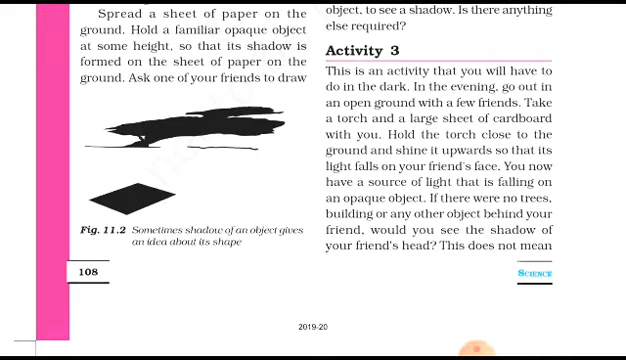 Spread a sheet of paper on the
ground. Hold a familiar opaque object
at some height, so that its shadow is
formed on the sheet of paper on the
ground. Ask one of your friends to draw
Fig. 11.2 Sometimes shadow of an object gives
an idea about its shape
108
object, to see a shadow. Is there anything
else required?
Activity 3
This is an activity that you will have to
do in the dark. In the evening, go out in
an open ground with a few friends. Take
a torch and a large sheet of cardboard
with you. Hold the torch close to the
ground and shine it upwards so that its
light falls on your friend's face. You now
have a source of light that is falling on
an opaque object. If there were no trees,
building or any other object behind your
friend, would you see the shadow of
your friend's head? This does not mean
SCIENCE
2019-20